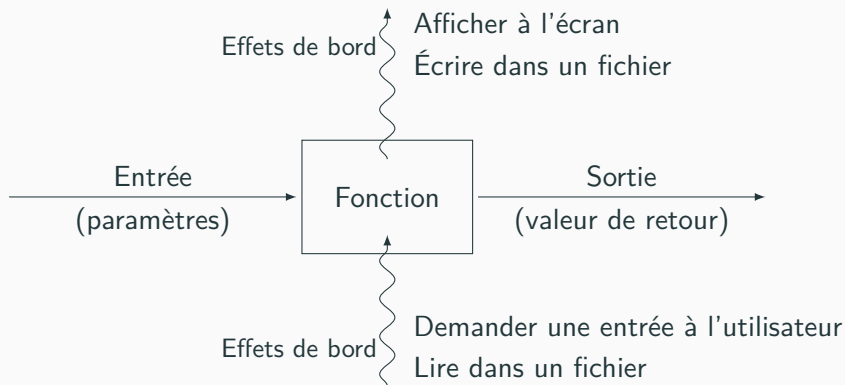 Afficher à l'écran
Effets de bord
Écrire dans un fichier
Entrée
(paramètres)
Fonction
Sortie
(valeur de retour)
Demander une entrée à l'utilisateur
Effets de bord
Lire dans un fichier